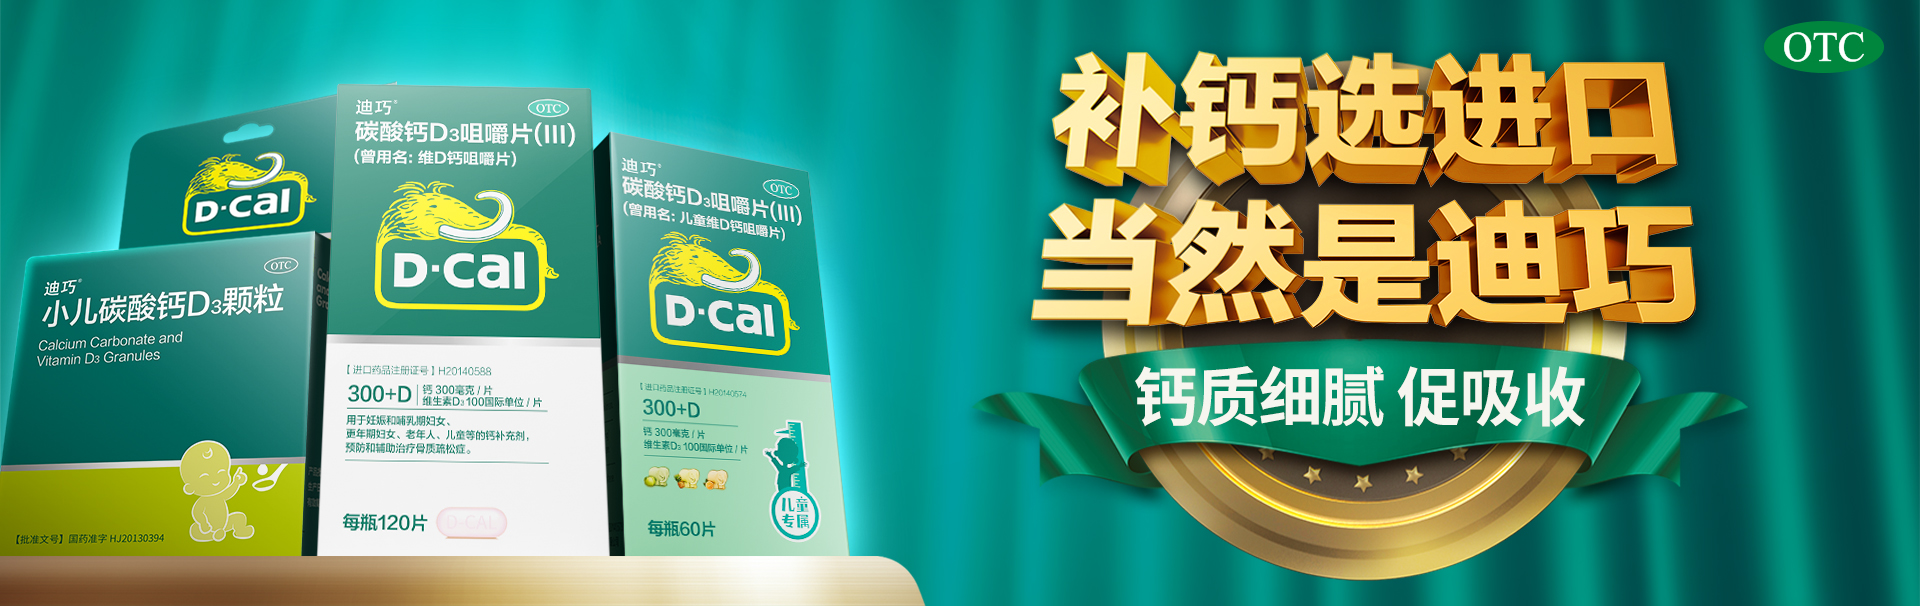 D·Cal
迪巧®
OTC
小儿碳酸钙D3颗粒
Calcium Carbonate and
Vitamin D3 Granules
【批准文号】国药准字 HJ20130394
迪巧®
OTC
碳酸钙D3咀嚼片(III)
(曾用名: 维D钙咀嚼片)
D·Cal
【进口药品注册证号】H20140588
300+D
钙 300毫克 / 片
维生素D3 100国际单位 / 片
用于妊娠和哺乳期妇女、
更年期妇女、老年人、儿童等的钙补充剂,
预防和辅助治疗骨质疏松症。
每瓶120片
D-CAL
迪巧®
OTC
碳酸钙D3咀嚼片(III)
(曾用名: 儿童维D钙咀嚼片)
D·Cal
【进口药品注册证号】H20140574
300+D
钙 300毫克 / 片
维生素D3 100国际单位 / 片
儿童
专属
每瓶60片
OTC
补钙选进口
当然是迪巧
钙质细腻 促吸收